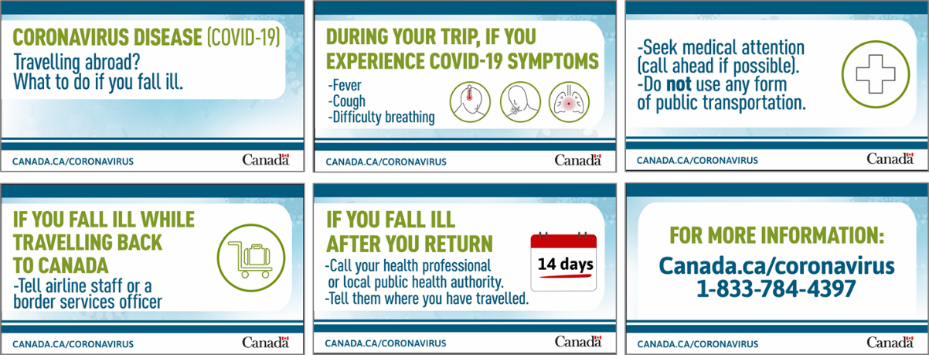 CORONAVIRUS DISEASE (COVID-19)
Travelling abroad?
What to do if you fall ill.
CANADA.CA/CORONAVIRUS
Canada
DURING YOUR TRIP, IF YOU
EXPERIENCE COVID-19 SYMPTOMS
-Fever
-Cough
-Difficulty breathing
CANADA.CA/CORONAVIRUS
Canada
-Seek medical attention
(call ahead if possible).
-Do not use any form
of public transportation.
CANADA.CA/CORONAVIRUS
Canada
IF YOU FALL ILL WHILE
TRAVELLING BACK
TO CANADA
-Tell airline staff or a
border services officer
CANADA.CA/CORONAVIRUS
Canada
IF YOU FALL ILL
AFTER YOU RETURN
-Call your health professional
or local public health authority.
-Tell them where you have travelled.
14 days
CANADA.CA/CORONAVIRUS
Canada
FOR MORE INFORMATION:
Canada.ca/coronavirus
1-833-784-4397
CANADA.CA/CORONAVIRUS
Canada